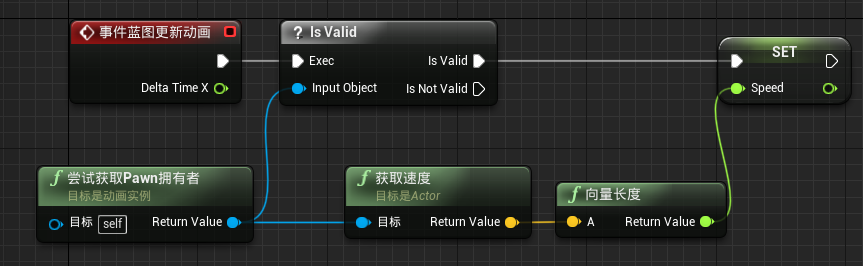 事件蓝图更新动画
Delta Time X
? Is Valid
Exec
Is Valid
Input Object
Is Not Valid
SET
Speed
f 尝试获取Pawn拥有者
目标是动画实例
目标 self
Return Value
f 获取速度
目标是Actor
目标
Return Value
f 向量长度
A
Return Value